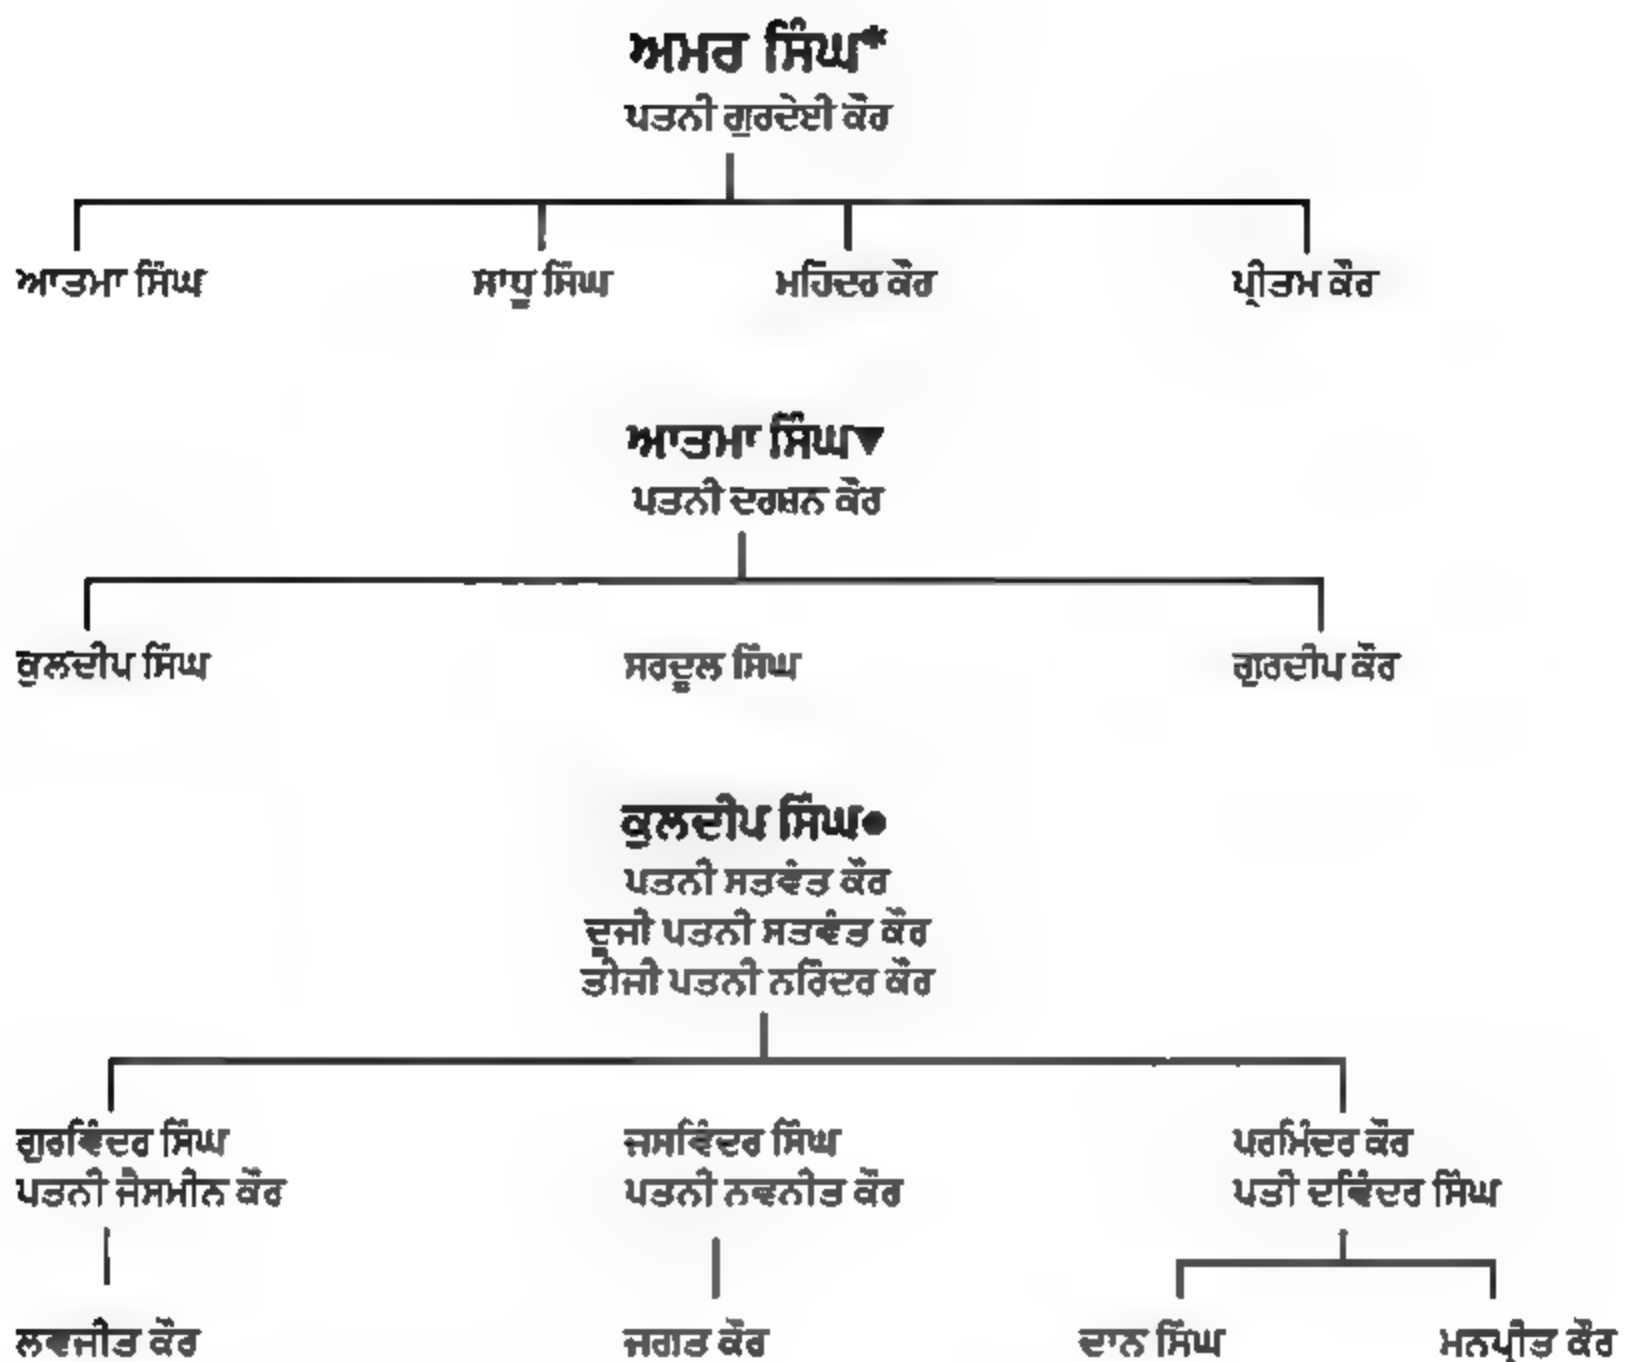 ਅਮਰ ਸਿੰਘ*
ਪਤਨੀ ਗੁਰਦੇਈ ਕੌਰ
ਆਤਮਾ ਸਿੰਘ ਸਾਧੂ ਸਿੰਘ ਮਹਿੰਦਰ ਕੌਰ ਪ੍ਰੀਤਮ ਕੌਰ
ਆਤਮਾ ਸਿੰਘ▼
ਪਤਨੀ ਦਰਸ਼ਨ ਕੌਰ
ਕੁਲਦੀਪ ਸਿੰਘ ਸਰਦੂਲ ਸਿੰਘ ਗੁਰਦੀਪ ਕੌਰ
ਕੁਲਦੀਪ ਸਿੰਘ●
ਪਤਨੀ ਸਤਵੰਤ ਕੌਰ
ਦੂਜੀ ਪਤਨੀ ਸਤਵੰਤ ਕੌਰ
ਤੀਜੀ ਪਤਨੀ ਨਰਿੰਦਰ ਕੌਰ
ਗੁਰਵਿੰਦਰ ਸਿੰਘ ਜਸਵਿੰਦਰ ਸਿੰਘ ਪਰਮਿੰਦਰ ਕੌਰ
ਪਤਨੀ ਜੈਸਮੀਨ ਕੌਰ ਪਤਨੀ ਨਵਨੀਤ ਕੌਰ ਪਤੀ ਦਵਿੰਦਰ ਸਿੰਘ
ਲਵਜੀਤ ਕੌਰ ਜਗਤ ਕੌਰ ਦਾਨ ਸਿੰਘ ਮਨਪ੍ਰੀਤ ਕੌਰ